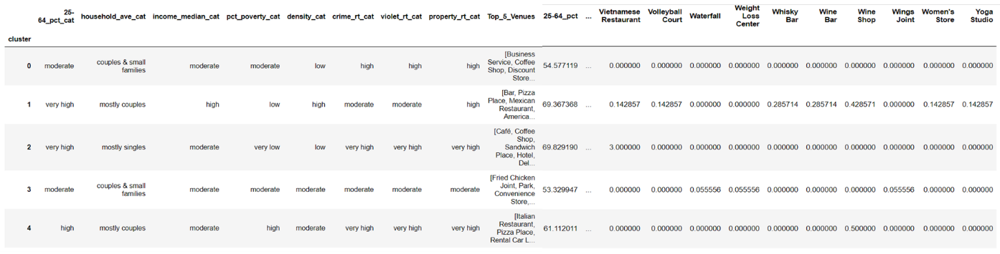 25-64_pct_cat household_ave_cat income_median_cat pct_poverty_cat density_cat crime_rt_cat violet_rt_cat property_rt_cat Top_5_Venues 25-64_pct ... Vietnamese Restaurant Volleyball Court Waterfall Weight Loss Center Whisky Bar Wine Bar Wine Shop Wings Joint Women's Store Yoga Studio
cluster
0 moderate couples & small families moderate moderate low high high high [Business Service, Coffee Shop, Discount Store... 54.577119 ... 0.000000 0.000000 0.000000 0.000000 0.000000 0.000000 0.000000 0.000000 0.000000 0.000000
1 very high mostly couples high low high moderate moderate high [Bar, Pizza Place, Mexican Restaurant, America... 69.367368 ... 0.142857 0.142857 0.000000 0.000000 0.285714 0.285714 0.428571 0.000000 0.142857 0.142857
2 very high mostly singles moderate very low low very high very high very high [Café, Coffee Shop, Sandwich Place, Hotel, Del... 69.829190 ... 3.000000 0.000000 0.000000 0.000000 0.000000 0.000000 0.000000 0.000000 0.000000 0.000000
3 moderate couples & small families moderate moderate moderate moderate moderate moderate [Fried Chicken Joint, Park, Convenience Store,... 53.329947 ... 0.000000 0.000000 0.055556 0.055556 0.000000 0.000000 0.000000 0.055556 0.000000 0.000000
4 high mostly couples moderate high moderate very high very high very high [Italian Restaurant, Pizza Place, Rental Car L... 61.112011 ... 0.000000 0.000000 0.000000 0.000000 0.000000 0.000000 0.500000 0.000000 0.000000 0.000000